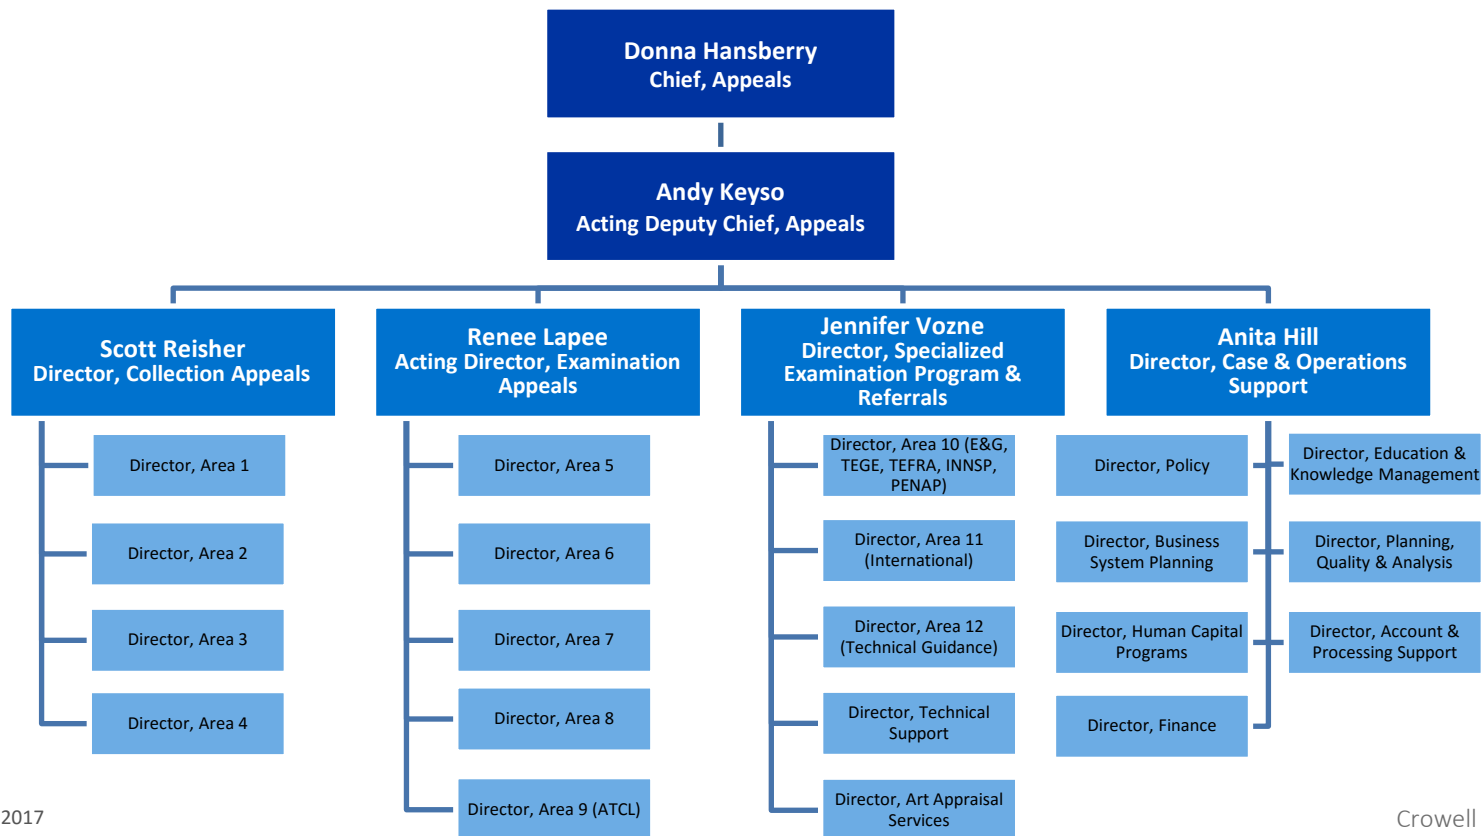 Donna Hansberry
Chief, Appeals
Andy Keyso
Acting Deputy Chief, Appeals
Scott Reisher
Director, Collection Appeals
Renee Lapee
Acting Director, Examination
Appeals
Jennifer Vozne
Director, Specialized
Examination Program &
Referrals
Anita Hill
Director, Case & Operations
Support
Director, Area 1
Director, Area 2
Director, Area 3
Director, Area 4
Director, Area 5
Director, Area 6
Director, Area 7
Director, Area 8
Director, Area 9 (ATCL)
Director, Area 10 (E&G,
TEGE, TEFRA, INNSP,
PENAP)
Director, Area 11
(International)
Director, Area 12
(Technical Guidance)
Director, Technical
Support
Director, Art Appraisal
Services
Director, Policy
Director, Business
System Planning
Director, Human Capital
Programs
Director, Finance
Director, Education &
Knowledge Management
Director, Planning,
Quality & Analysis
Director, Account &
Processing Support
2017
Crowell